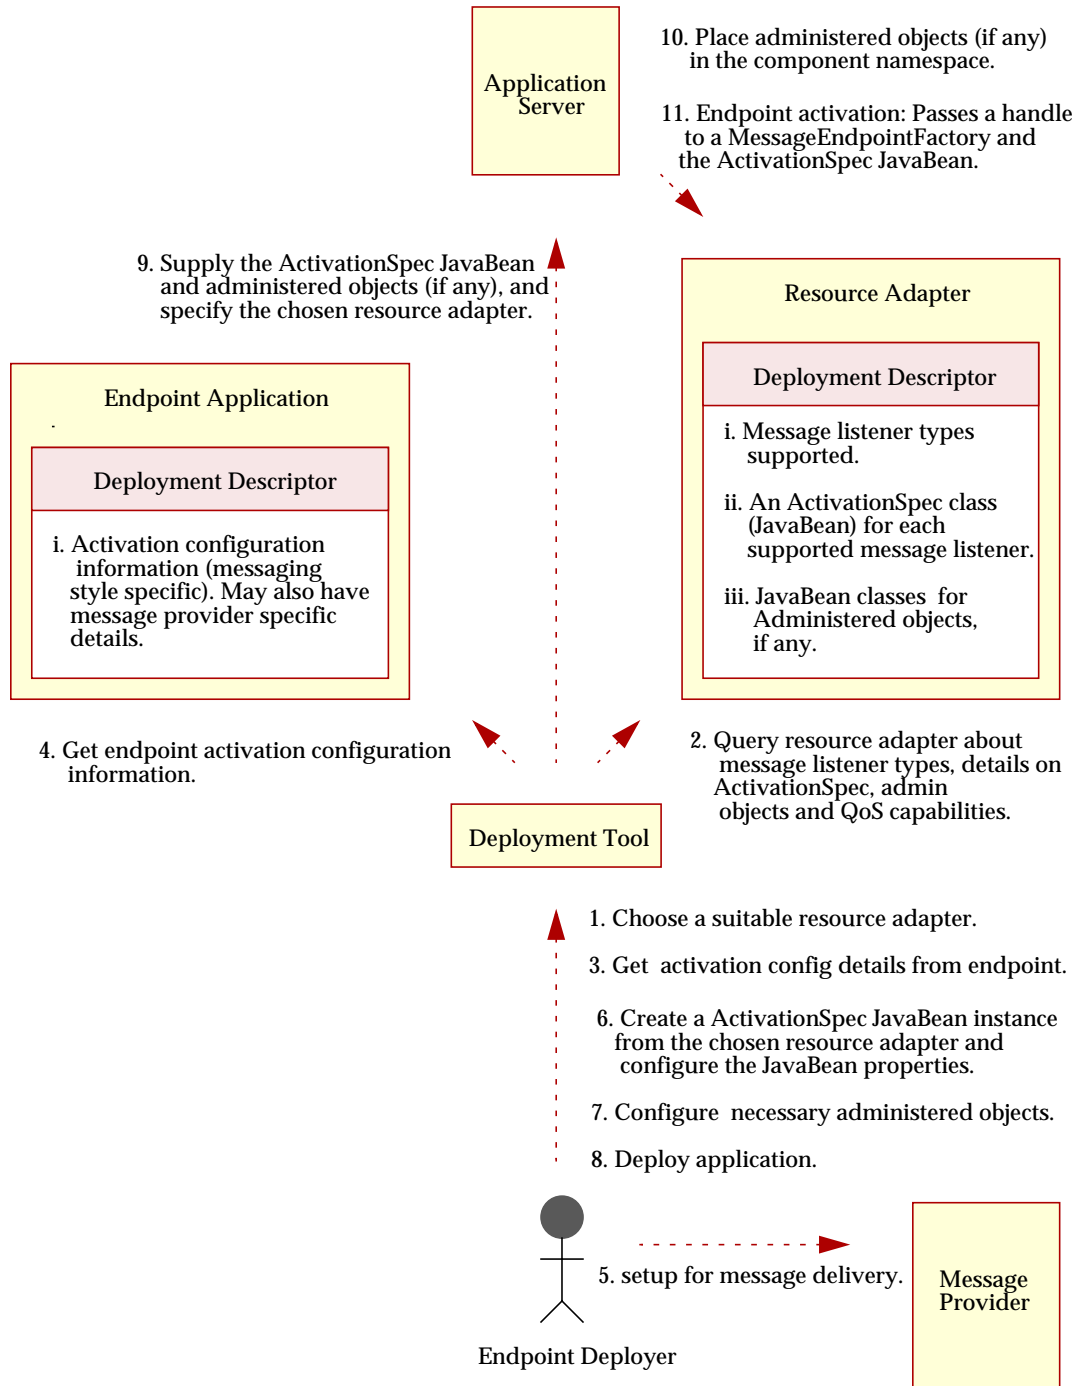 Application
Server
10. Place administered objects (if any)
in the component namespace.
11. Endpoint activation: Passes a handle
to a MessageEndpointFactory and
the ActivationSpec JavaBean.
9. Supply the ActivationSpec JavaBean
and administered objects (if any), and
specify the chosen resource adapter.
Resource Adapter
Deployment Descriptor
i. Message listener types
supported.
ii. An ActivationSpec class
(JavaBean) for each
supported message listener.
iii. JavaBean classes for
Administered objects,
if any.
Endpoint Application
.
Deployment Descriptor
i. Activation configuration
information (messaging
style specific). May also have
message provider specific
details.
4. Get endpoint activation configuration
information.
2. Query resource adapter about
message listener types, details on
ActivationSpec, admin
objects and QoS capabilities.
Deployment Tool
1. Choose a suitable resource adapter.
3. Get activation config details from endpoint.
6. Create a ActivationSpec JavaBean instance
from the chosen resource adapter and
configure the JavaBean properties.
7. Configure necessary administered objects.
8. Deploy application.
5. setup for message delivery.
Message
Provider
Endpoint Deployer